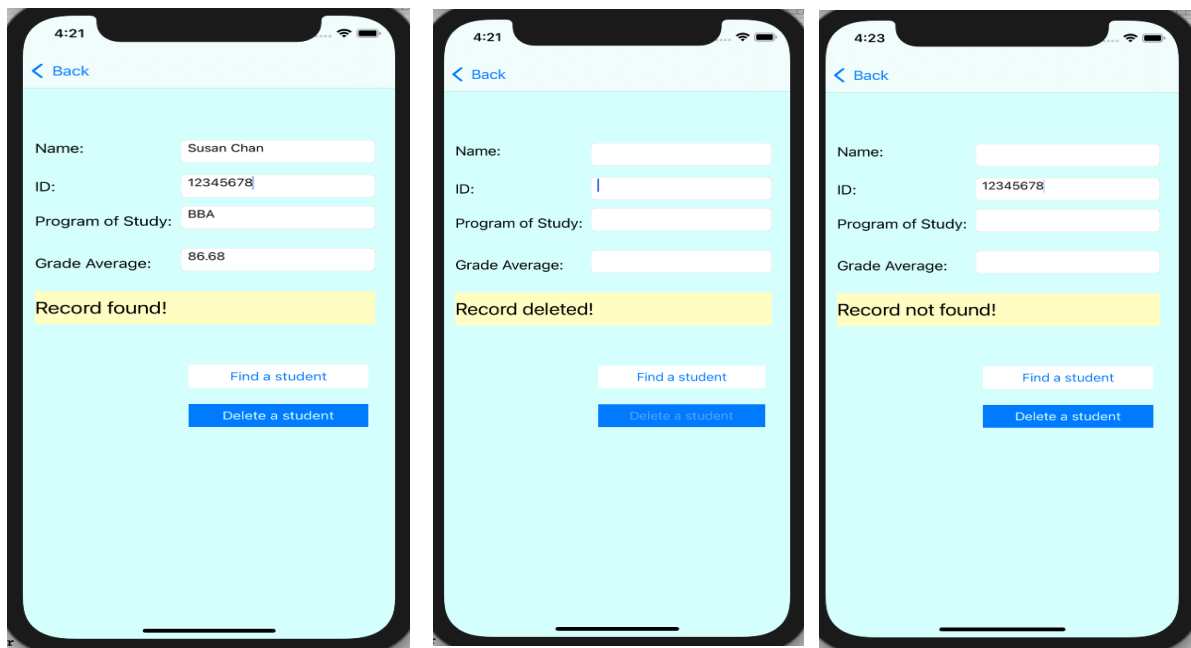 4:21
Back
Name:
Susan Chan
ID:
12345678
Program of Study:
BBA
Grade Average:
86.68
Record found!
Find a student
Delete a student
4:21
Back
Name:
ID:
Program of Study:
Grade Average:
Record deleted!
Find a student
Delete a student
4:23
Back
Name:
ID:
12345678
Program of Study:
Grade Average:
Record not found!
Find a student
Delete a student